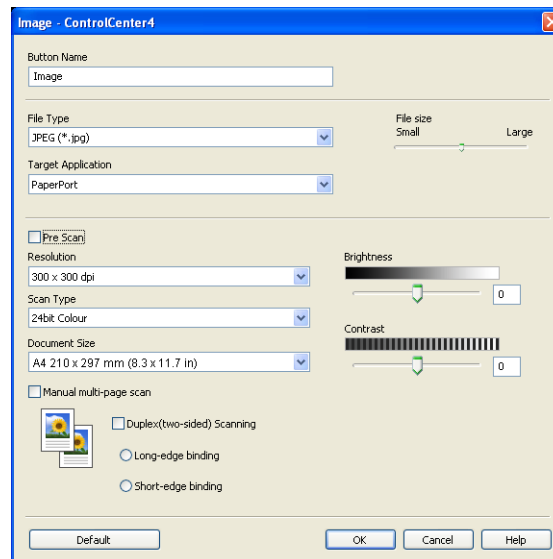 Image - ControlCenter4
Button Name
Image
File Type
JPEG (*.jpg)
File size
Small Large
Target Application
PaperPort
Pre Scan
Resolution
300 x 300 dpi
Brightness
0
Scan Type
24bit Colour
Contrast
0
Document Size
A4 210 x 297 mm (8.3 x 11.7 in)
Manual multi-page scan
Duplex(two-sided) Scanning
Long-edge binding
Short-edge binding
Default OK Cancel Help